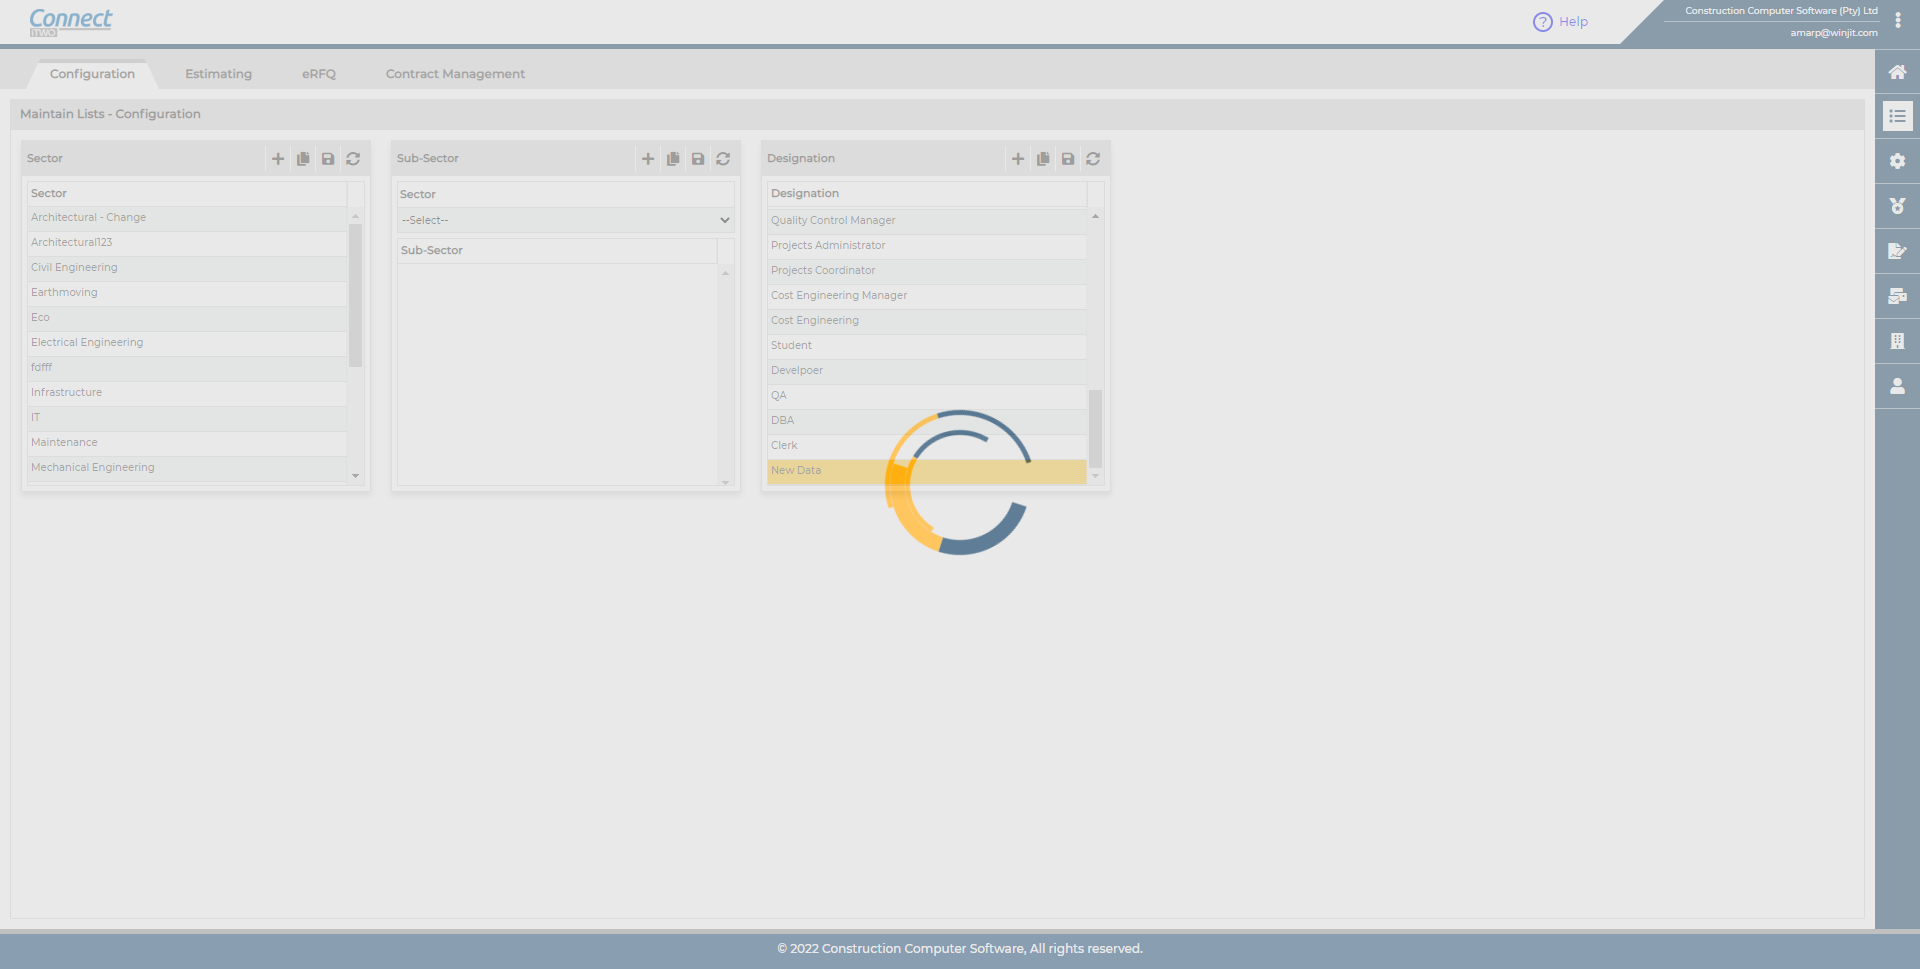 Connect
iTWO
? Help
Construction Computer Software (Pty) Ltd
amarp@winjit.com
Configuration
Estimating
eRFQ
Contract Management
Maintain Lists - Configuration
Sector
Sector
Architectural - Change
Architectural123
Civil Engineering
Earthmoving
Eco
Electrical Engineering
fdfff
Infrastructure
IT
Maintenance
Mechanical Engineering
Sub-Sector
Sector
--Select--
Sub-Sector
Designation
Designation
Quality Control Manager
Projects Administrator
Projects Coordinator
Cost Engineering Manager
Cost Engineering
Student
Develpoer
QA
DBA
Clerk
New Data
© 2022 Construction Computer Software, All rights reserved.